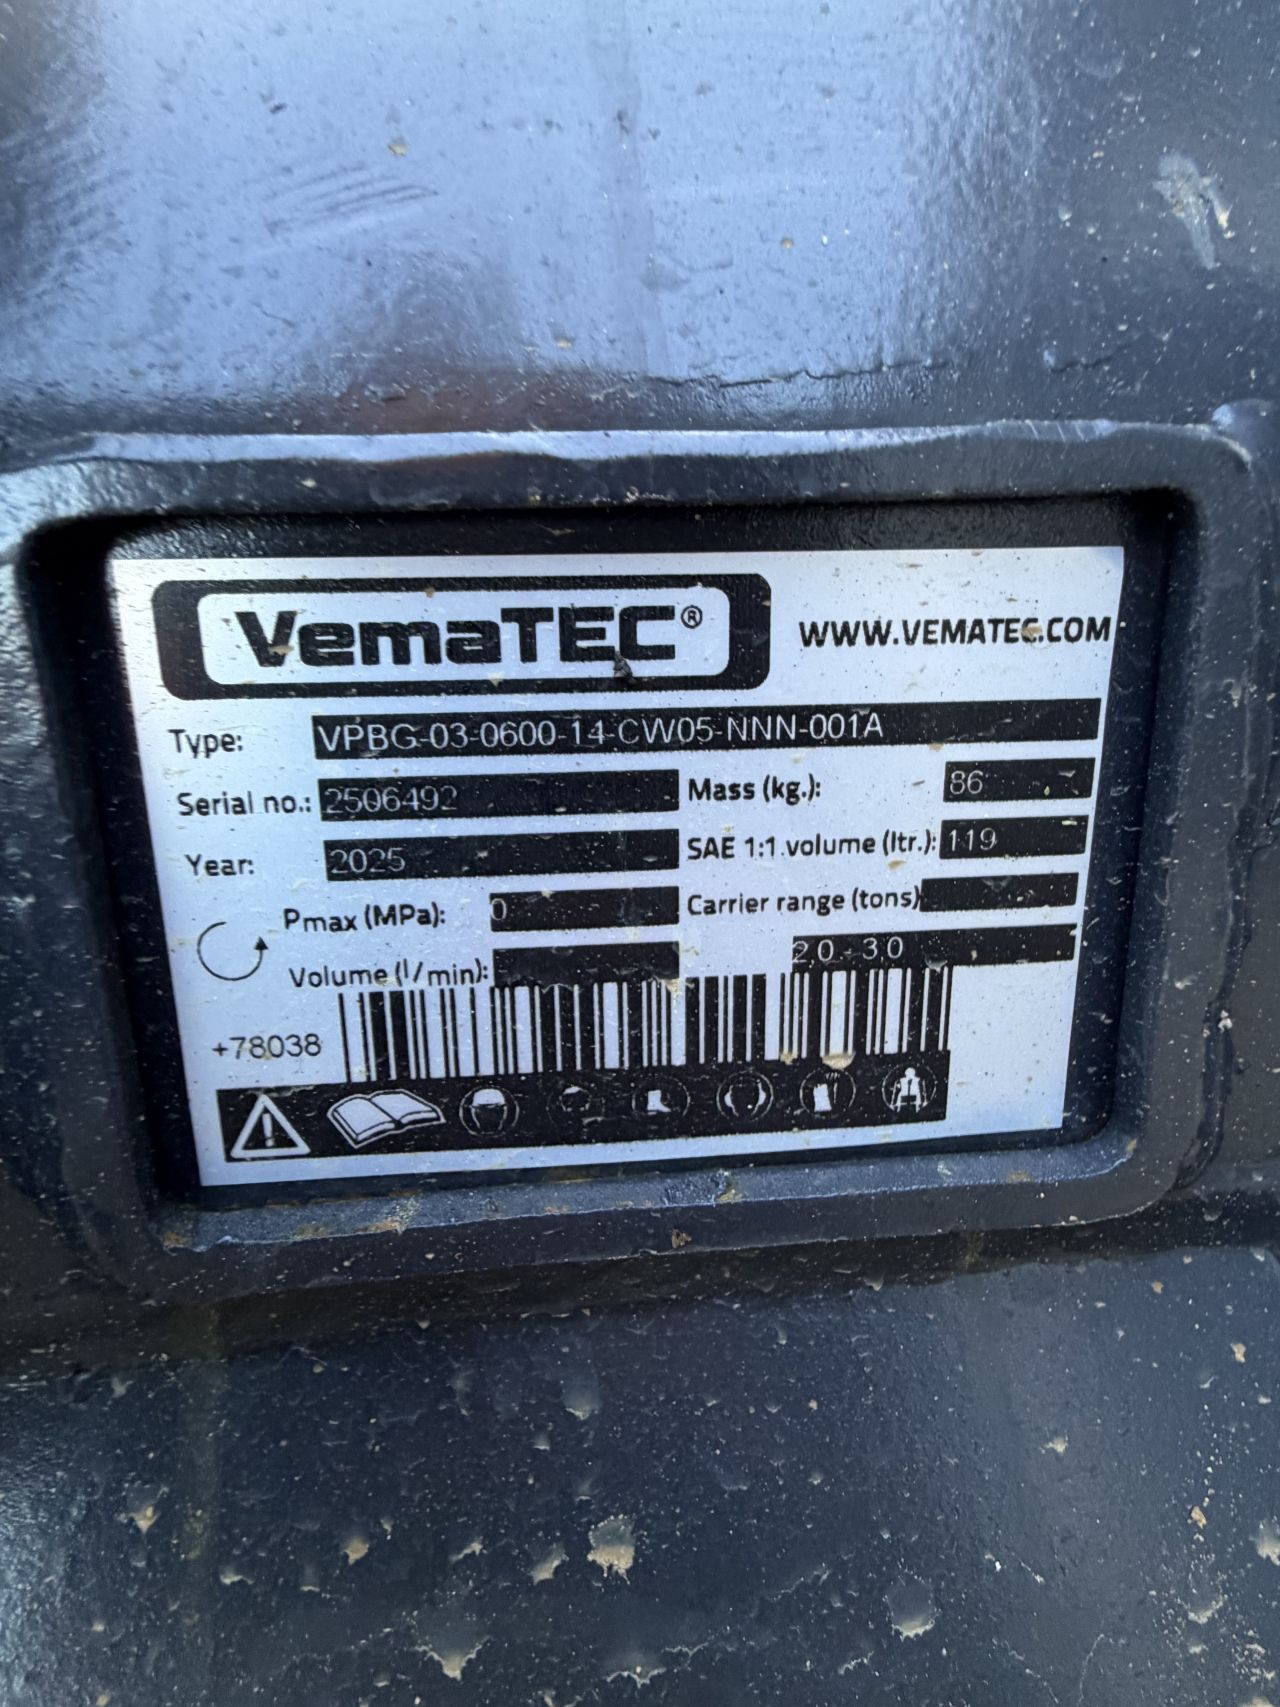 VemaTEC®
WWW.VEMATEC.COM
Type: VPBG-03-0600-14-CW05-NNN-001A
Serial no.: 2506492
Mass (kg.): 86
Year: 2025
SAE 1:1 volume (ltr.): 119
Pmax (MPa): 0
Carrier range (tons)
2.0 - 3.0
Volume (l/min):
+78038